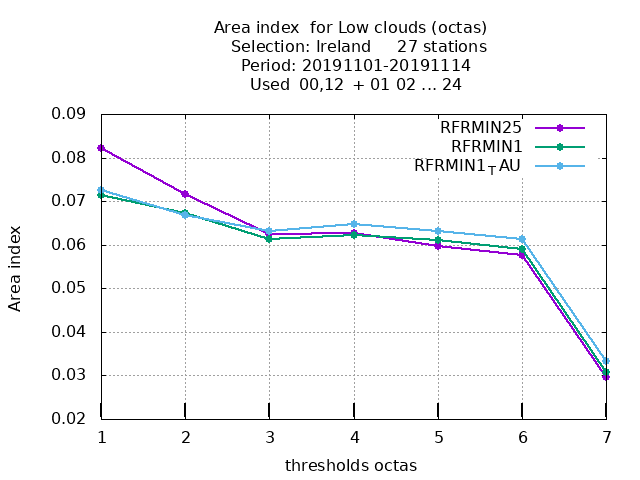 Area index  for Low clouds (octas)
Selection: Ireland     27 stations
Period: 20191101-20191114
Used  00,12  + 01 02 ... 24
RFRMIN25
RFRMIN1
RFRMIN1TAU
0.09
0.08
0.07
0.06
0.05
0.04
0.03
0.02
Area index
1 2 3 4 5 6 7
thresholds octas